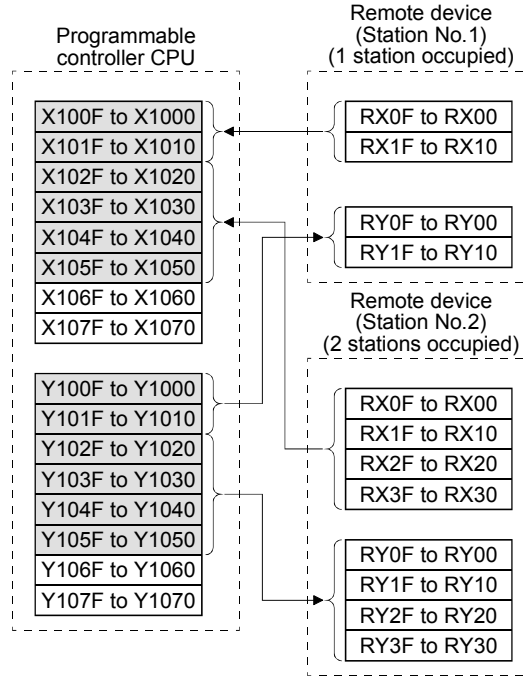 Programmable
controller CPU
X100F to X1000
X101F to X1010
X102F to X1020
X103F to X1030
X104F to X1040
X105F to X1050
X106F to X1060
X107F to X1070
Y100F to Y1000
Y101F to Y1010
Y102F to Y1020
Y103F to Y1030
Y104F to Y1040
Y105F to Y1050
Y106F to Y1060
Y107F to Y1070
Remote device
(Station No.1)
(1 station occupied)
RX0F to RX00
RX1F to RX10
RY0F to RY00
RY1F to RY10
Remote device
(Station No.2)
(2 stations occupied)
RX0F to RX00
RX1F to RX10
RX2F to RX20
RX3F to RX30
RY0F to RY00
RY1F to RY10
RY2F to RY20
RY3F to RY30